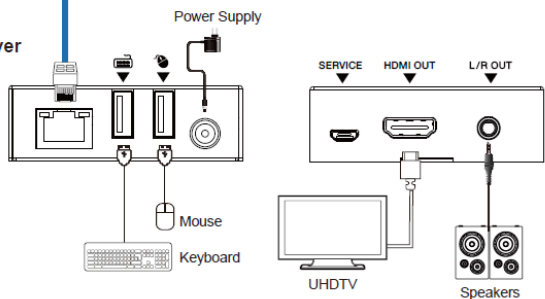 Power Supply
ver
SERVICE HDMI OUT L/R OUT
Mouse
Keyboard
UHDTV
Speakers